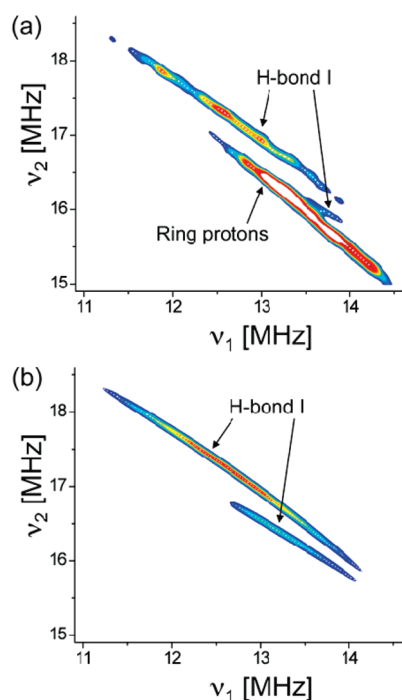 (a)
18
H-bond I
17
ν₂ [MHz]
16
Ring protons
15
11 12 13 14
ν₁ [MHz]
(b)
18
H-bond I
17
ν₂ [MHz]
16
15
11 12 13 14
ν₁ [MHz]